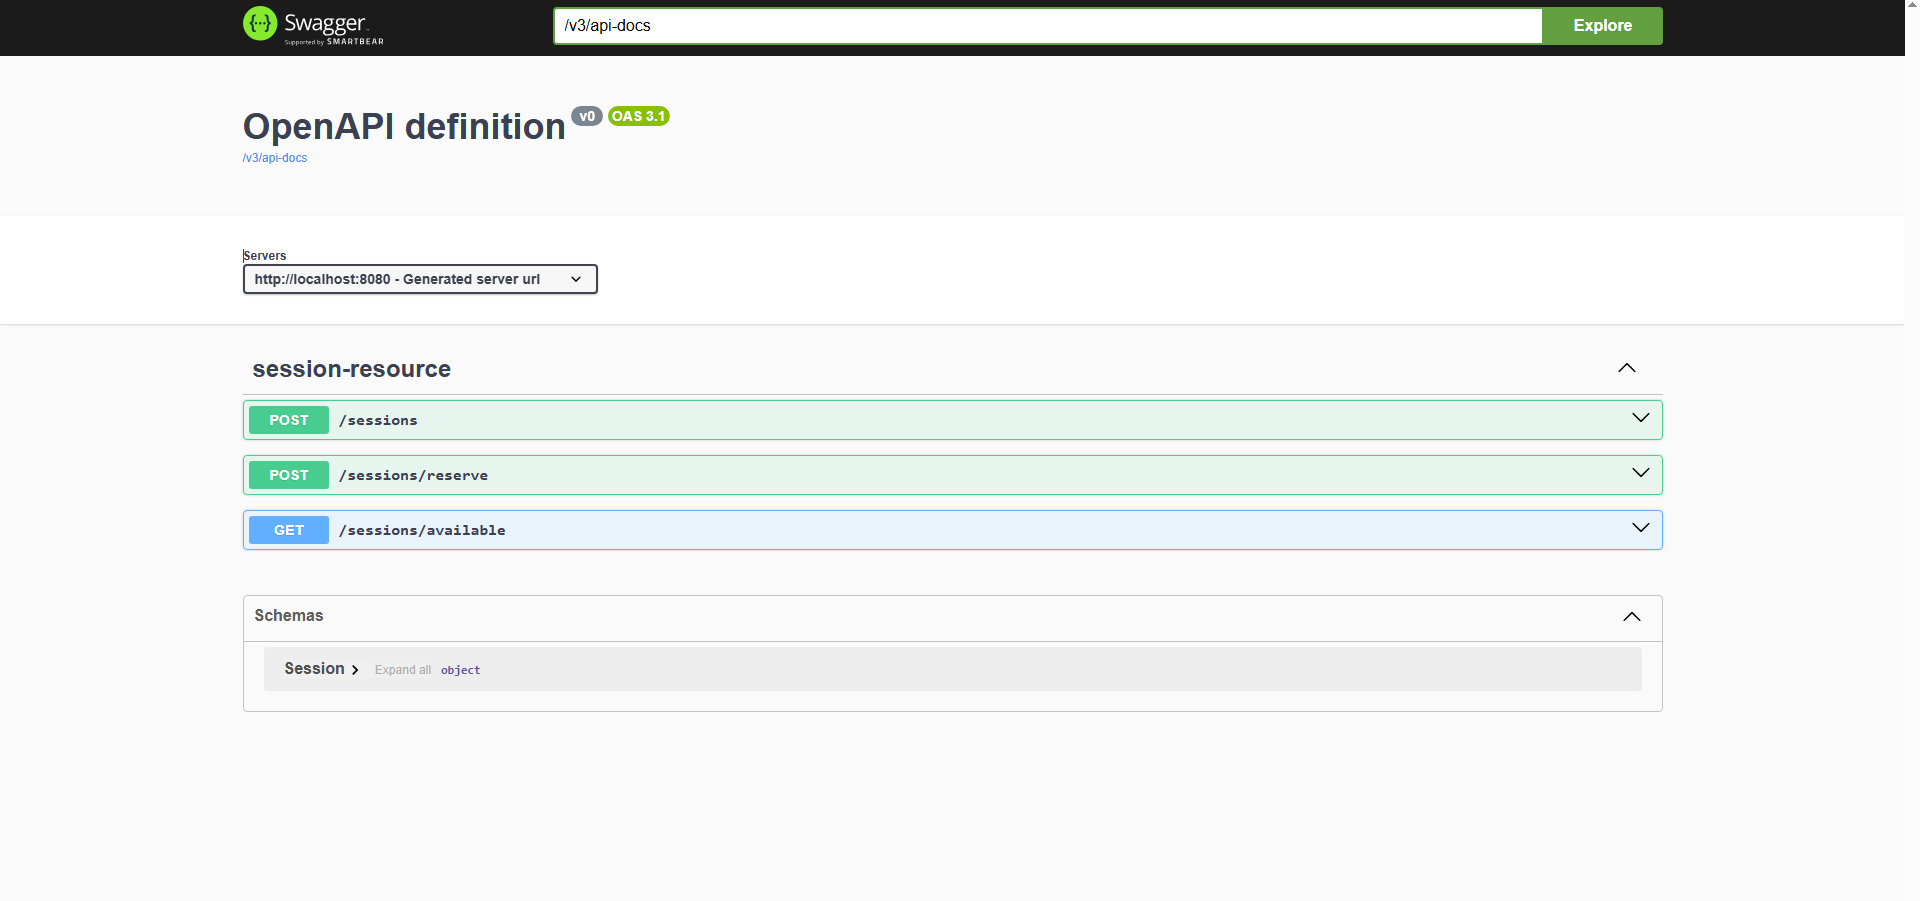 Swagger
Supported by SMARTBEAR
/v3/api-docs
Explore
OpenAPI definition v0 OAS 3.1
/v3/api-docs
Servers
http://localhost:8080 - Generated server url
session-resource
POST /sessions
POST /sessions/reserve
GET /sessions/available
Schemas
Session Expand all object